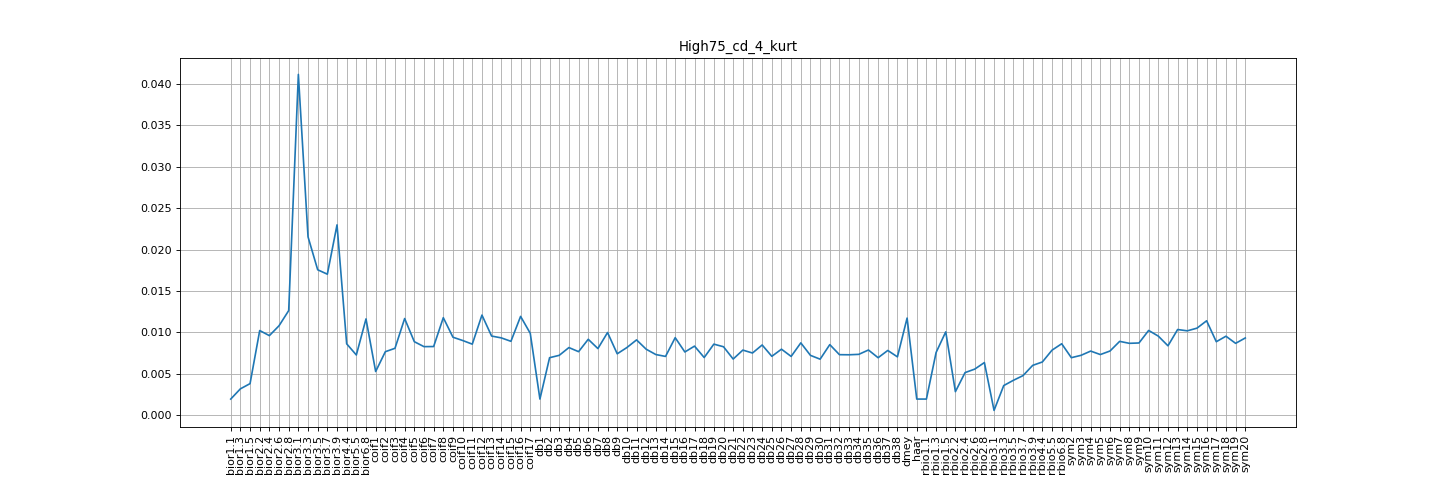 High75_cd_4_kurt
0.040
0.035
0.030
0.025
0.020
0.015
0.010
0.005
0.000
bior1.1
bior1.3
bior1.5
bior2.2
bior2.4
bior2.6
bior2.8
bior3.1
bior3.3
bior3.5
bior3.7
bior3.9
bior4.4
bior5.5
bior6.8
coif1
coif2
coif3
coif4
coif5
coif6
coif7
coif8
coif9
coif10
coif11
coif12
coif13
coif14
coif15
coif16
coif17
db1
db2
db3
db4
db5
db6
db7
db8
db9
db10
db11
db12
db13
db14
db15
db16
db17
db18
db19
db20
db21
db22
db23
db24
db25
db26
db27
db28
db29
db30
db31
db32
db33
db34
db35
db36
db37
db38
dmey
haar
rbio1.1
rbio1.3
rbio1.5
rbio2.2
rbio2.4
rbio2.6
rbio2.8
rbio3.1
rbio3.3
rbio3.5
rbio3.7
rbio3.9
rbio4.4
rbio5.5
rbio6.8
sym2
sym3
sym4
sym5
sym6
sym7
sym8
sym9
sym10
sym11
sym12
sym13
sym14
sym15
sym16
sym17
sym18
sym19
sym20